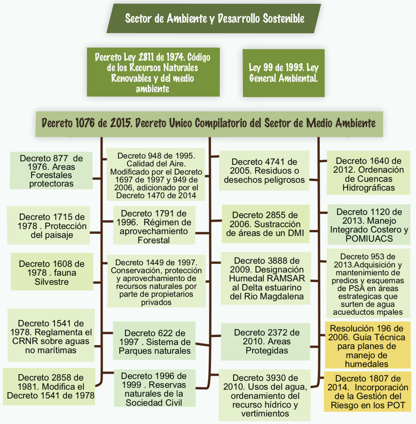 Sector de Ambiente y Desarrollo Sostenible
Decreto Ley 2811 de 1974. Código
de los Recursos Naturales
Renovables y del medio
ambiente
Ley 99 de 1993. Ley
General Ambiental.
Decreto 1076 de 2015. Decreto Unico Compilatorio del Sector de Medio Ambiente
Decreto 877 de
1976. Areas
Forestales
protectoras
Decreto 1715 de
1978 . Protección
del paisaje
Decreto 1608 de
1978 . fauna
Silvestre
Decreto 1541 de
1978. Reglamenta el
CRNR sobre aguas
no marítimas
Decreto 2858 de
1981. Modifica el
Decreto 1541 de 1978
Decreto 948 de 1995.
Calidad del Aire.
Modificado por el Decreto
1697 de 1997 y 949 de
2006, adicionado por el
Decreto 1470 de 2014
Decreto 1791 de
1996. Régimen de
aprovechamiento
Forestal
Decreto 1449 de 1997.
Conservación, protección
y aprovechamiento de
recursos naturales por
parte de propietarios
privados
Decreto 622 de
1997 . Sistema de
Parques naturales
Decreto 1996 de
1999 . Reservas
naturales de la
Sociedad Civil
Decreto 4741 de
2005. Residuos o
desechos peligrosos
Decreto 2855 de
2006. Sustracción
de áreas de un DMI
Decreto 3888 de
2009. Designación
Humedal RAMSAR
al Delta estuarino
del Rio Magdalena
Decreto 2372 de
2010. Areas
Protegidas
Decreto 3930 de
2010. Usos del agua,
ordenamiento del
recurso hídrico y
vertimientos
Decreto 1640 de
2012. Ordenación
de Cuencas
Hidrográficas
Decreto 1120 de
2013. Manejo
Integrado Costero y
POMIUACS
Decreto 953 de
2013.Adquisición y
mantenimiento de
predios y esquemas
de PSA en áreas
estrategicas que
surten de agua
acueductos mpales
Resolución 196 de
2006. Guia Técnica
para planes de
manejo de
humedales
Decreto 1807 de
2014. Incorporación
de la Gestión del
Riesgo en los POT